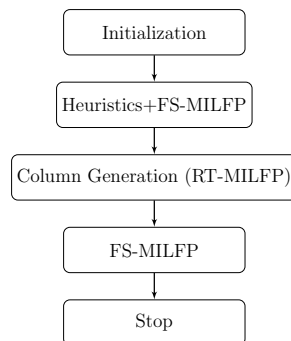 Initialization
Heuristics+FS-MILFP
Column Generation (RT-MILFP)
FS-MILFP
Stop